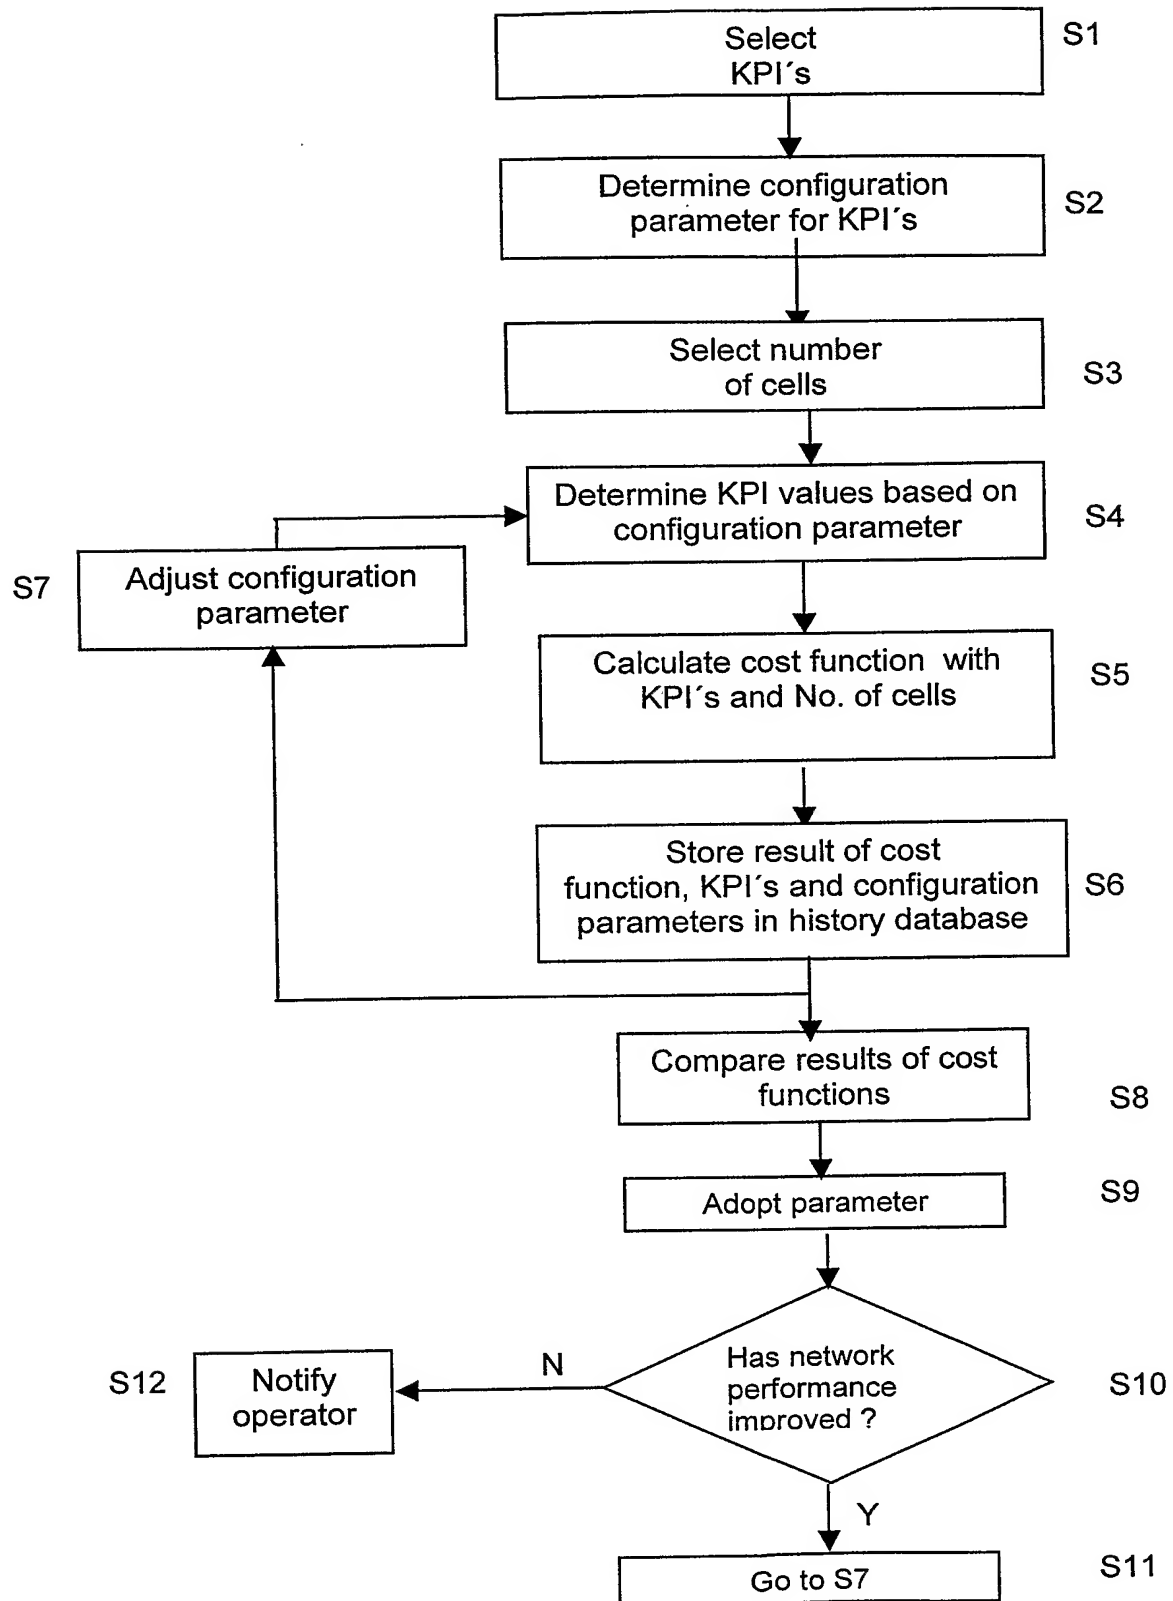 Select
KPI´s
S1
Determine configuration
parameter for KPI´s
S2
Select number
of cells
S3
Determine KPI values based on
configuration parameter
S4
S7
Adjust configuration
parameter
Calculate cost function with
KPI´s and No. of cells
S5
Store result of cost
function, KPI´s and configuration
parameters in history database
S6
Compare results of cost
functions
S8
Adopt parameter
S9
Has network
performance
improved ?
S10
N
S12
Notify
operator
Y
Go to S7
S11